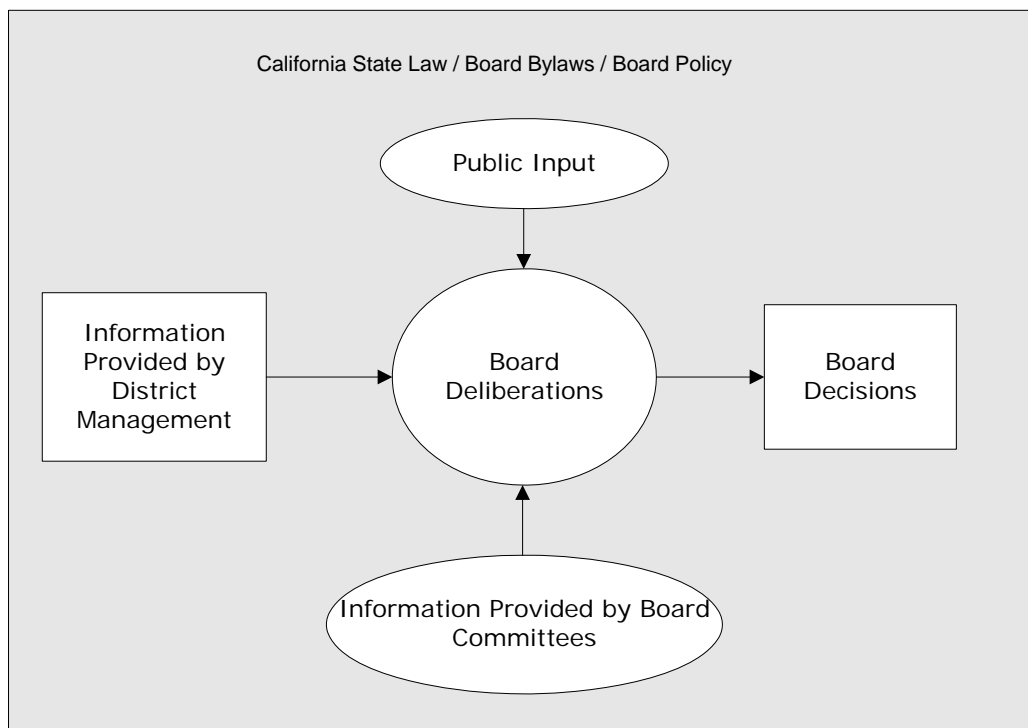 California State Law / Board Bylaws / Board Policy
Public Input
Information
Provided by
District
Management
Board
Deliberations
Board
Decisions
Information Provided by Board
Committees